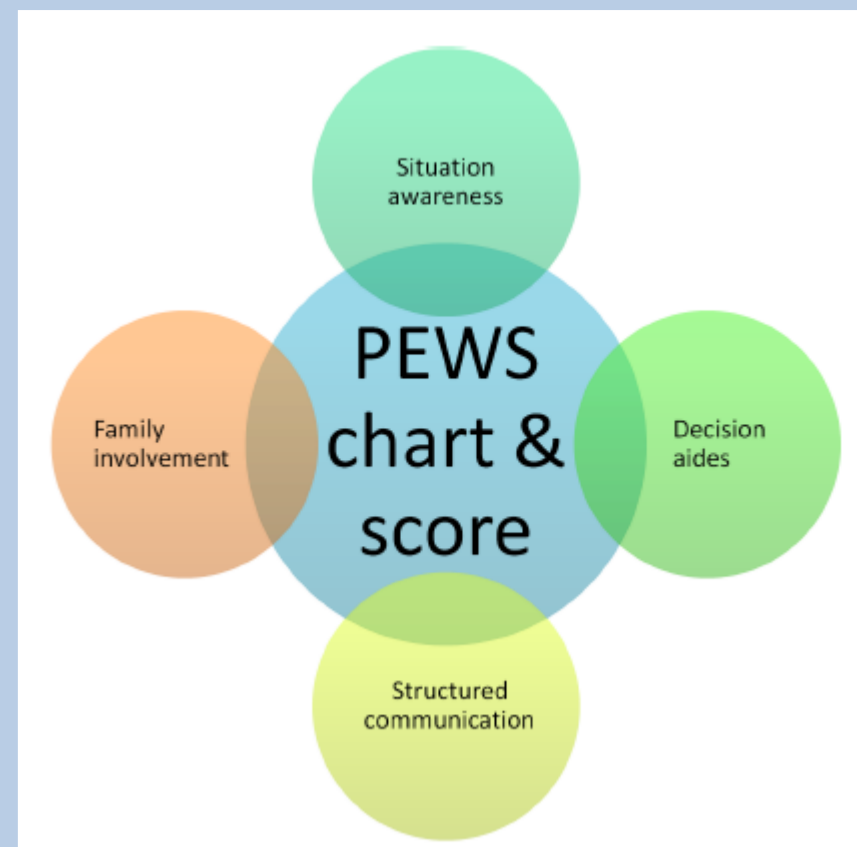 Situation
awareness
PEWS
chart &
score
Family
involvement
Decision
aides
Structured
communication